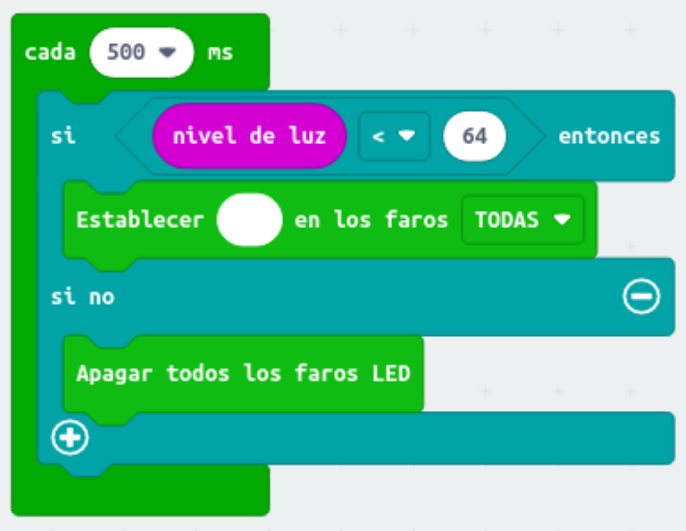 cada 500 ms
si nivel de luz < 64 entonces
Establecer en los faros TODAS
si no
Apagar todos los faros LED